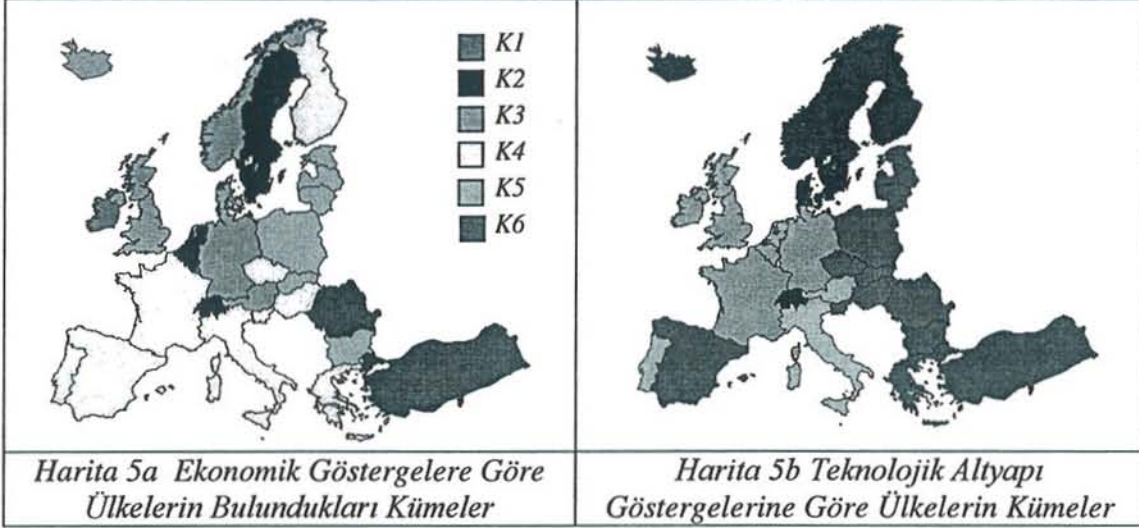 K1
K2
K3
K4
K5
K6
Harita 5a Ekonomik Göstergelere Göre
Ülkelerin Bulundukları Kümeler
Harita 5b Teknolojik Altyapı
Göstergelerine Göre Ülkelerin Kümeler